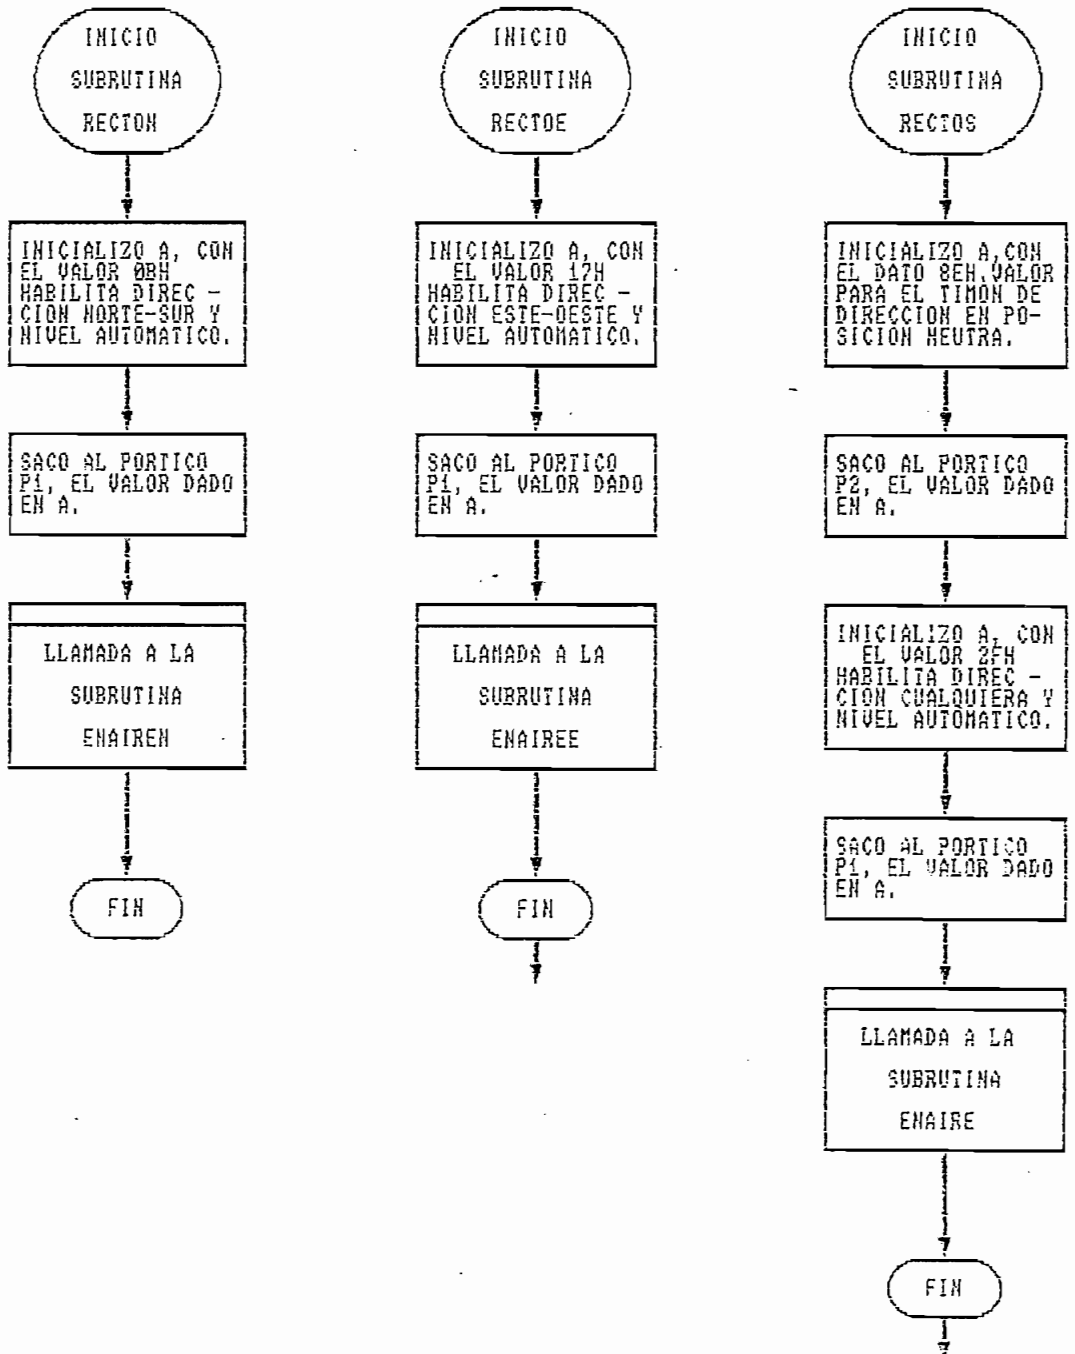 INICIO
SUBRUTINA
RECTON
INICIALIZO A, CON
EL VALOR 0BH
HABILITA DIREC -
CION NORTE-SUR Y
NIVEL AUTOMATICO.
SACO AL PORTICO
P1, EL VALOR DADO
EN A.
LLAMADA A LA
SUBRUTINA
ENAIREN
FIN
INICIO
SUBRUTINA
RECTOE
INICIALIZO A, CON
EL VALOR 17H
HABILITA DIREC -
CION ESTE-OESTE Y
NIVEL AUTOMATICO.
SACO AL PORTICO
P1, EL VALOR DADO
EN A.
LLAMADA A LA
SUBRUTINA
ENAIREE
FIN
INICIO
SUBRUTINA
RECTOS
INICIALIZO A,CON
EL DATO 8EH.VALOR
PARA EL TIMON DE
DIRECCION EN PO-
SICION NEUTRA.
SACO AL PORTICO
P2, EL VALOR DADO
EN A.
INICIALIZO A, CON
EL VALOR 2FH
HABILITA DIREC -
CION CUALQUIERA Y
NIVEL AUTOMATICO.
SACO AL PORTICO
P1, EL VALOR DADO
EN A.
LLAMADA A LA
SUBRUTINA
ENAIRE
FIN